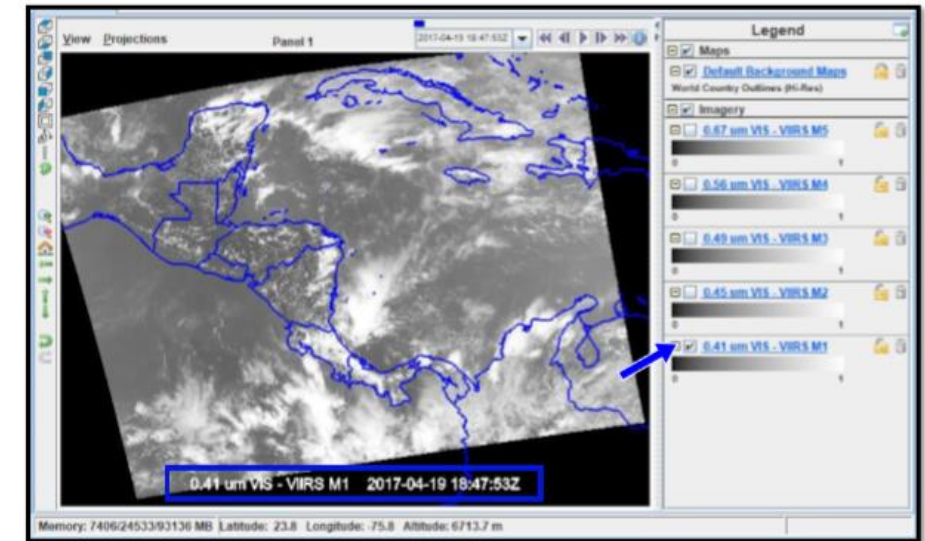 View Projections
Panel 1
2017-04-19 18:47:53Z
Legend
Maps
Default Background Maps
World Country Outlines (Hi-Res)
Imagery
0.67 um VIS - VIIRS M5
0 1
0.56 um VIS - VIIRS M4
0 1
0.49 um VIS - VIIRS M3
0 1
0.45 um VIS - VIIRS M2
0 1
0.41 um VIS - VIIRS M1
0 1
0.41 um VIS - VIIRS M1 2017-04-19 18:47:53Z
Memory: 7406/24533/93136 MB Latitude: 23.8 Longitude: -75.8 Altitude: 6713.7 m